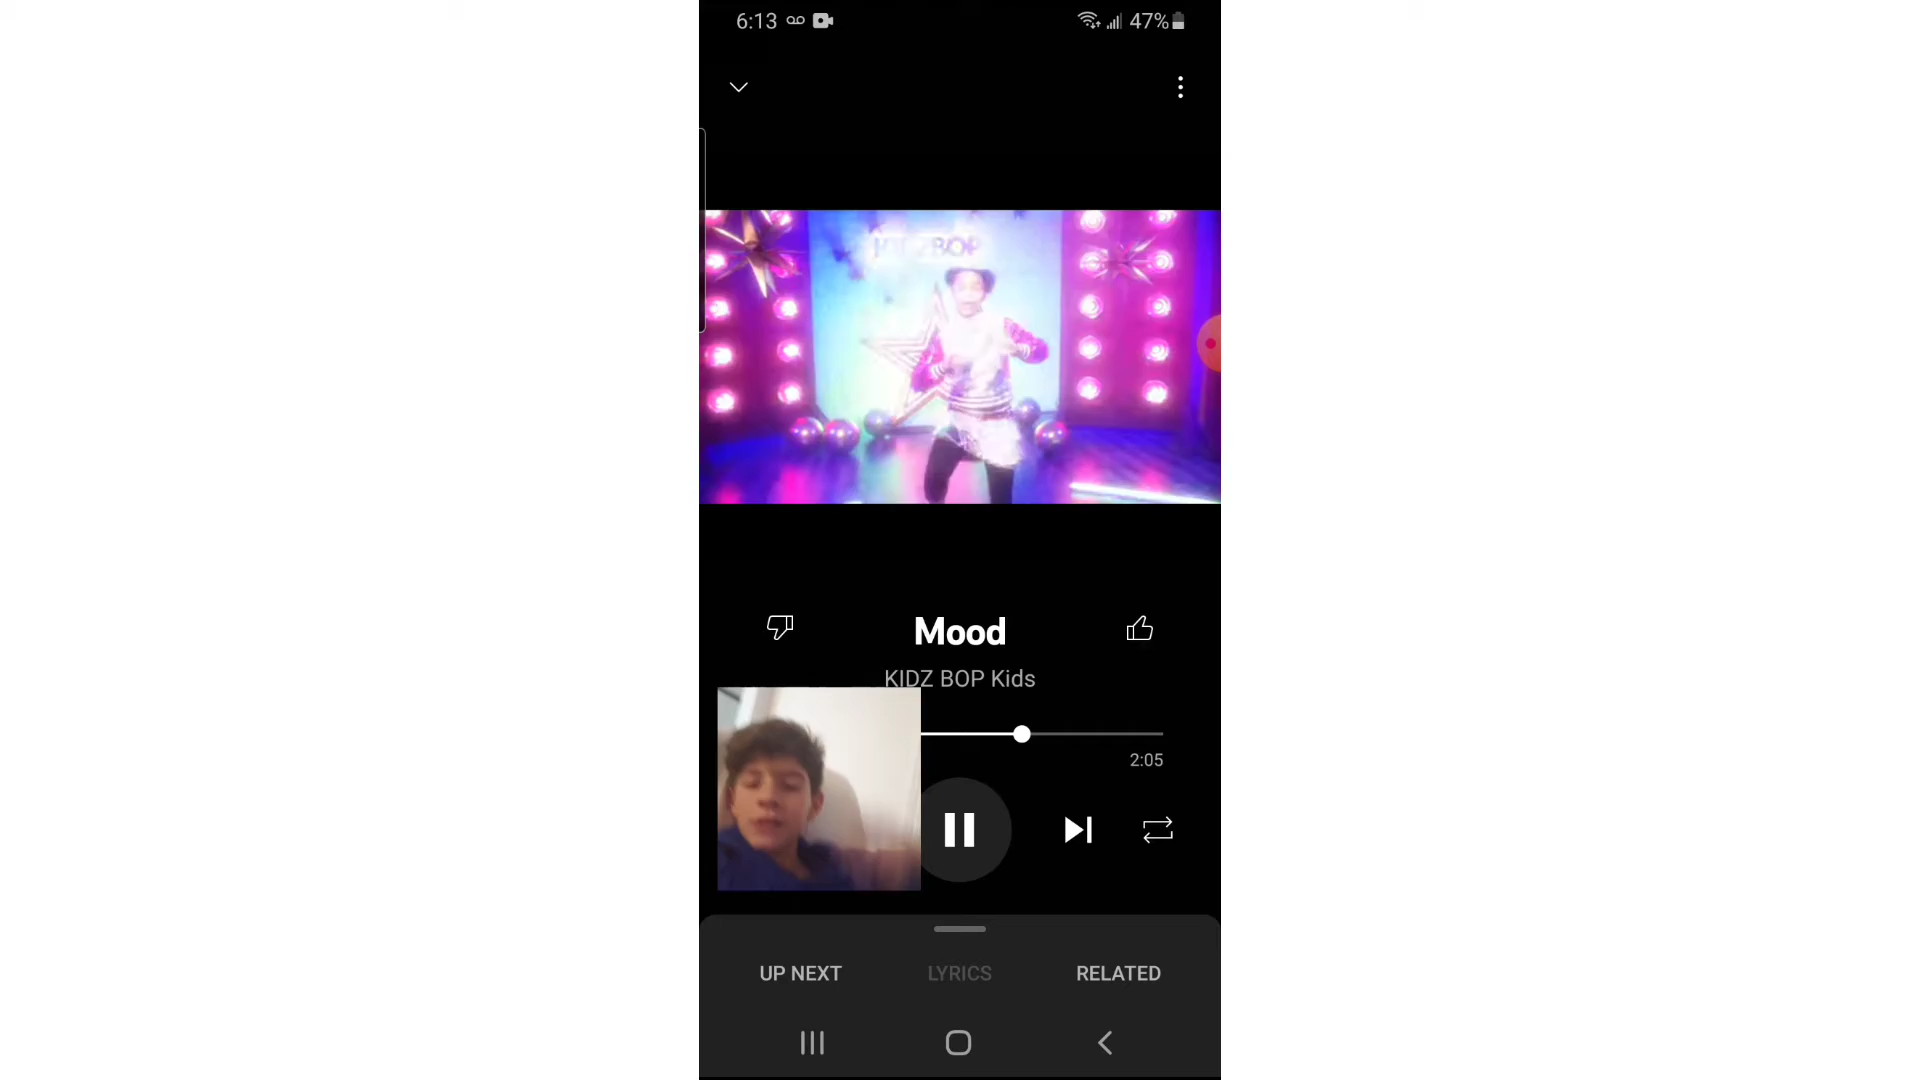 6:13
47%
KIDZ BOP
Mood
KIDZ BOP Kids
2:05
UP NEXT
LYRICS
RELATED